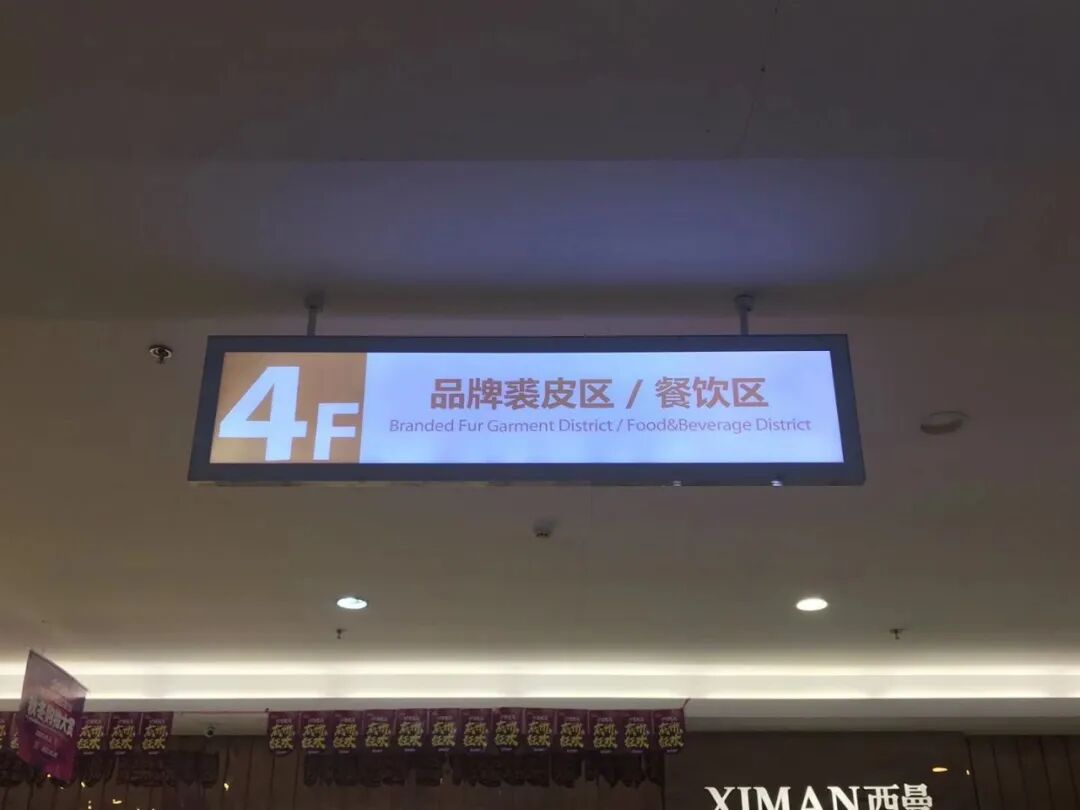 4F
品牌裘皮区 / 餐饮区
Branded Fur Garment District / Food&Beverage District
XIMAN西曼